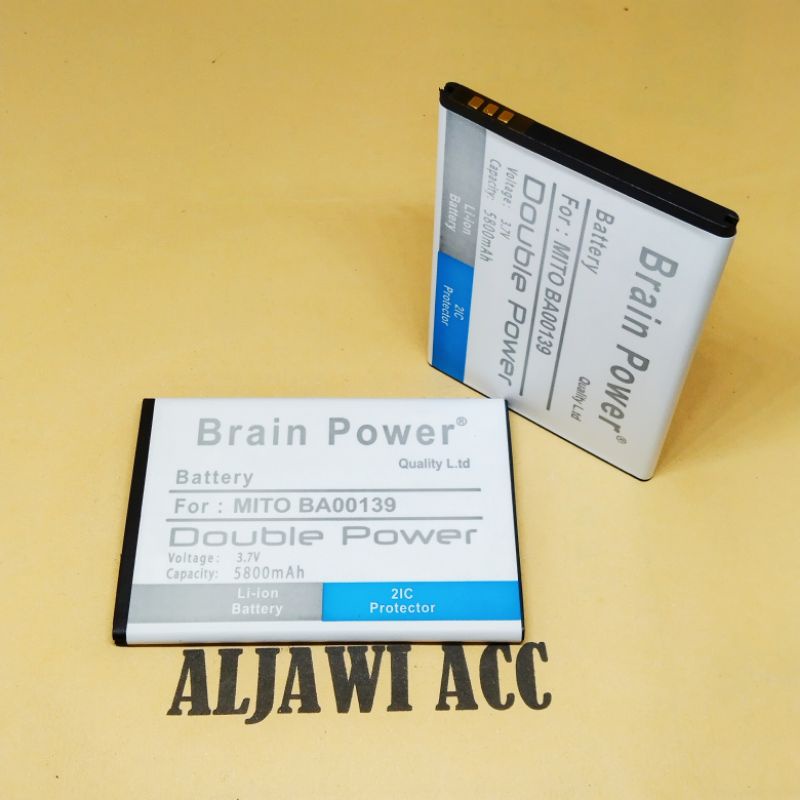 Brain Power®
Quality L.td
Battery
For : MITO BA00139
Double Power
Voltage : 3.7V
Capacity: 5800mAh
Li-ion
Battery
2IC
Protector
Brain Power®
Quality L.td
Battery
For : MITO BA00139
Double Power
Voltage : 3.7V
Capacity: 5800mAh
Li-ion
Battery
2IC
Protector
ALJAWI ACC